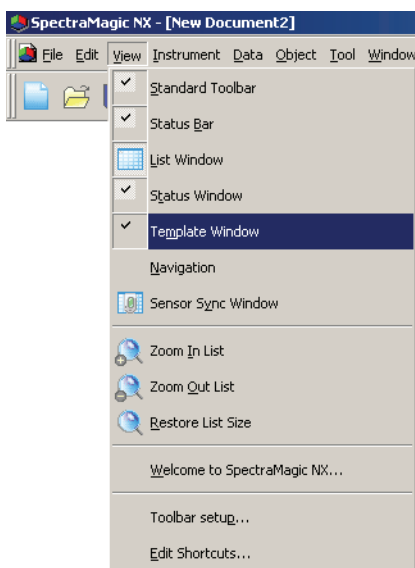 SpectraMagic NX - [New Document2]
File Edit View Instrument Data Object Tool Window
Standard Toolbar
Status Bar
List Window
Status Window
Template Window
Navigation
Sensor Sync Window
Zoom In List
Zoom Out List
Restore List Size
Welcome to SpectraMagic NX...
Toolbar setup...
Edit Shortcuts...